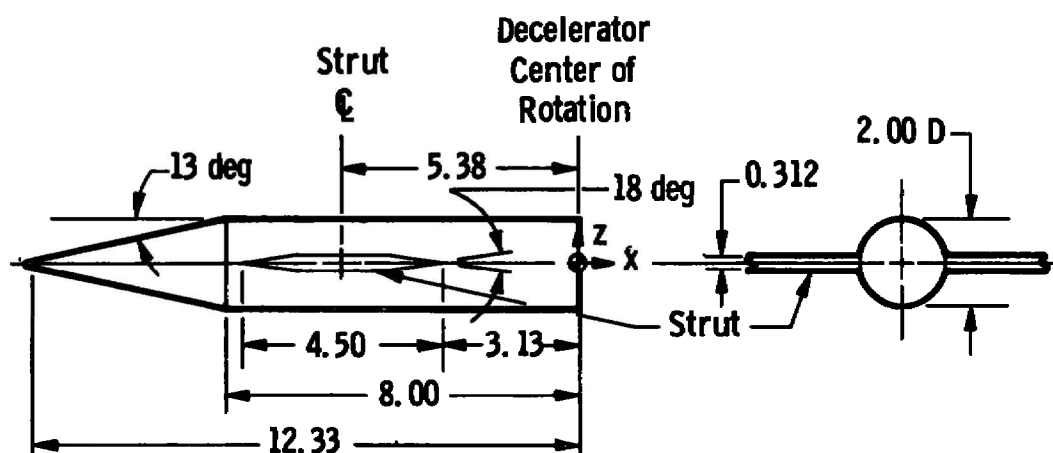 Decelerator
Center of
Rotation
Strut
℄
2.00 D
13 deg
5.38
18 deg
0.312
Z
X
Strut
4.50
3.13
8.00
12.33